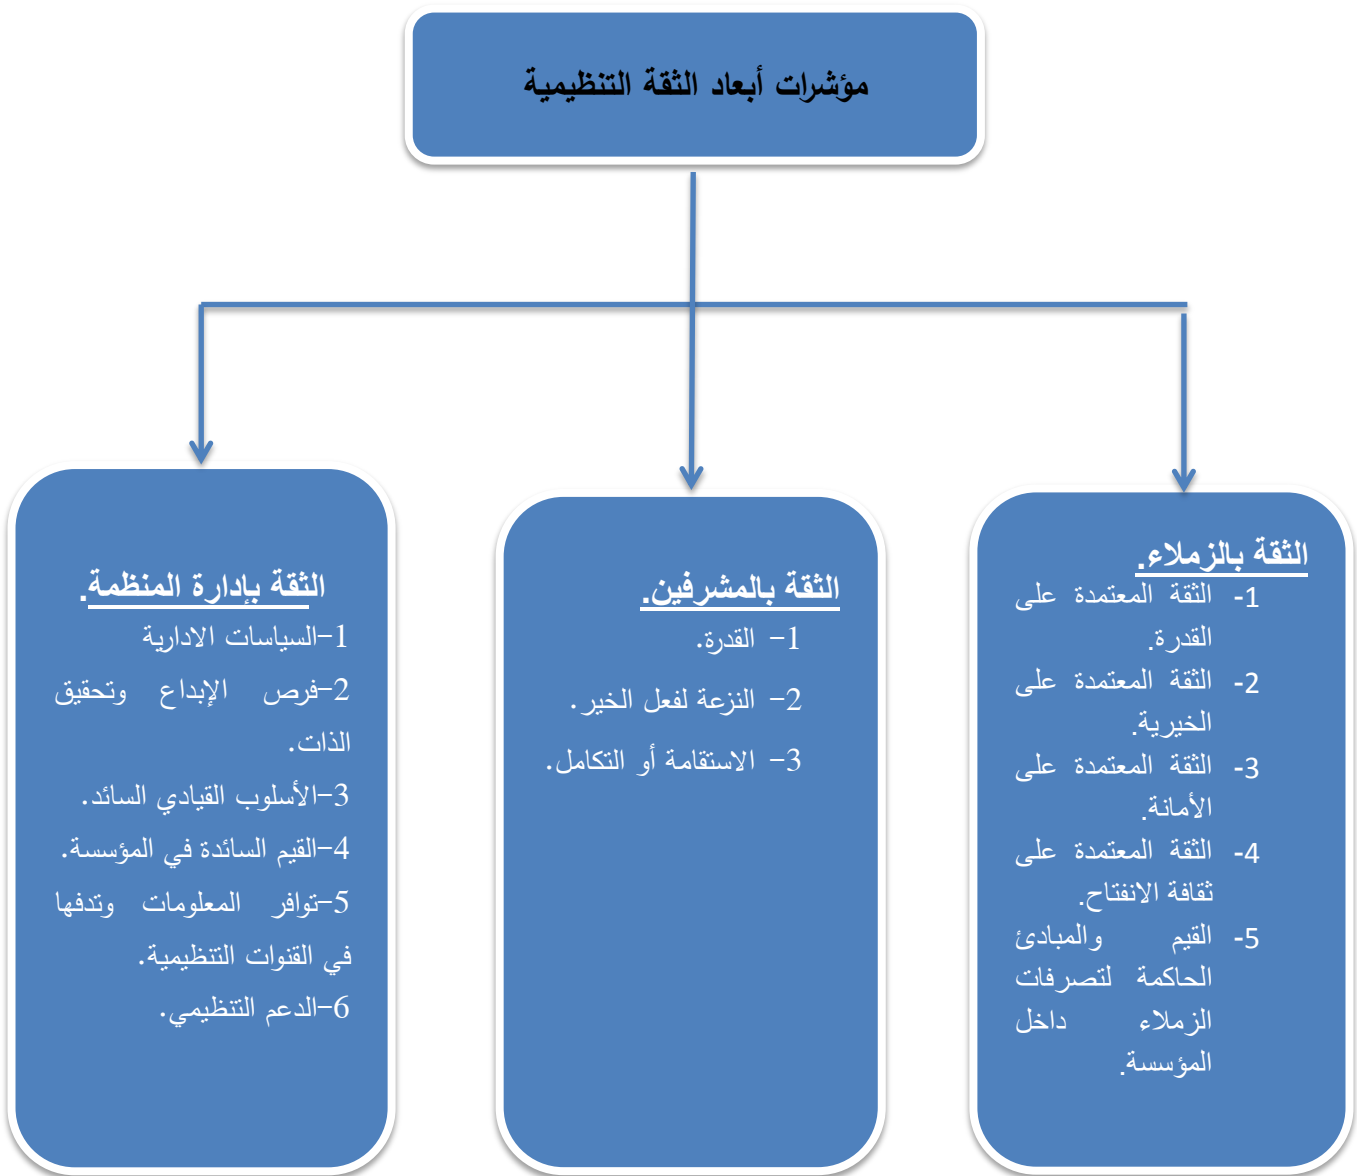 مؤشرات أبعاد الثقة التنظيمية
الثقة بالزملاء.
1- الثقة المعتمدة على
القدرة.
2- الثقة المعتمدة على
الخيرية.
3- الثقة المعتمدة على
الأمانة.
4- الثقة المعتمدة على
ثقافة الانفتاح.
5- القيم والمبادئ
الحاكمة لتصرفات
الزملاء داخل
المؤسسة.
الثقة بالمشرفين.
1- القدرة.
2- النزعة لفعل الخير.
3- الاستقامة أو التكامل.
الثقة بإدارة المنظمة.
1-السياسات الادارية
2-فرص الإبداع وتحقيق
الذات.
3-الأسلوب القيادي السائد.
4-القيم السائدة في المؤسسة.
5-توافر المعلومات وتدفها
في القنوات التنظيمية.
6-الدعم التنظيمي.